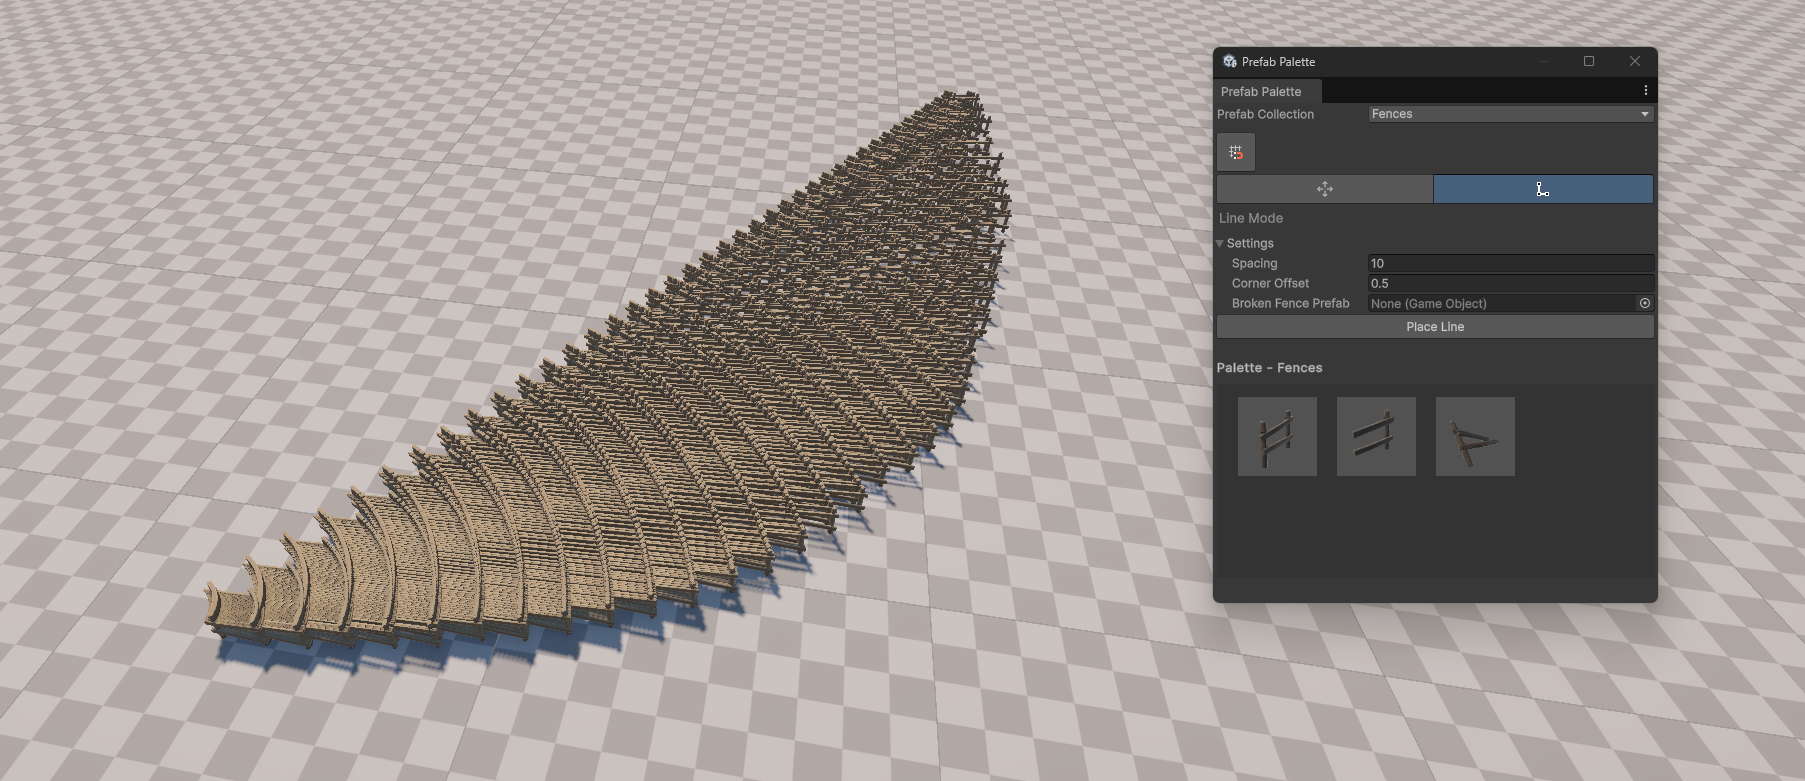 Prefab Palette
Prefab Palette
Prefab Collection Fences
Line Mode
Settings
Spacing 10
Corner Offset 0.5
Broken Fence Prefab None (Game Object)
Place Line
Palette - Fences